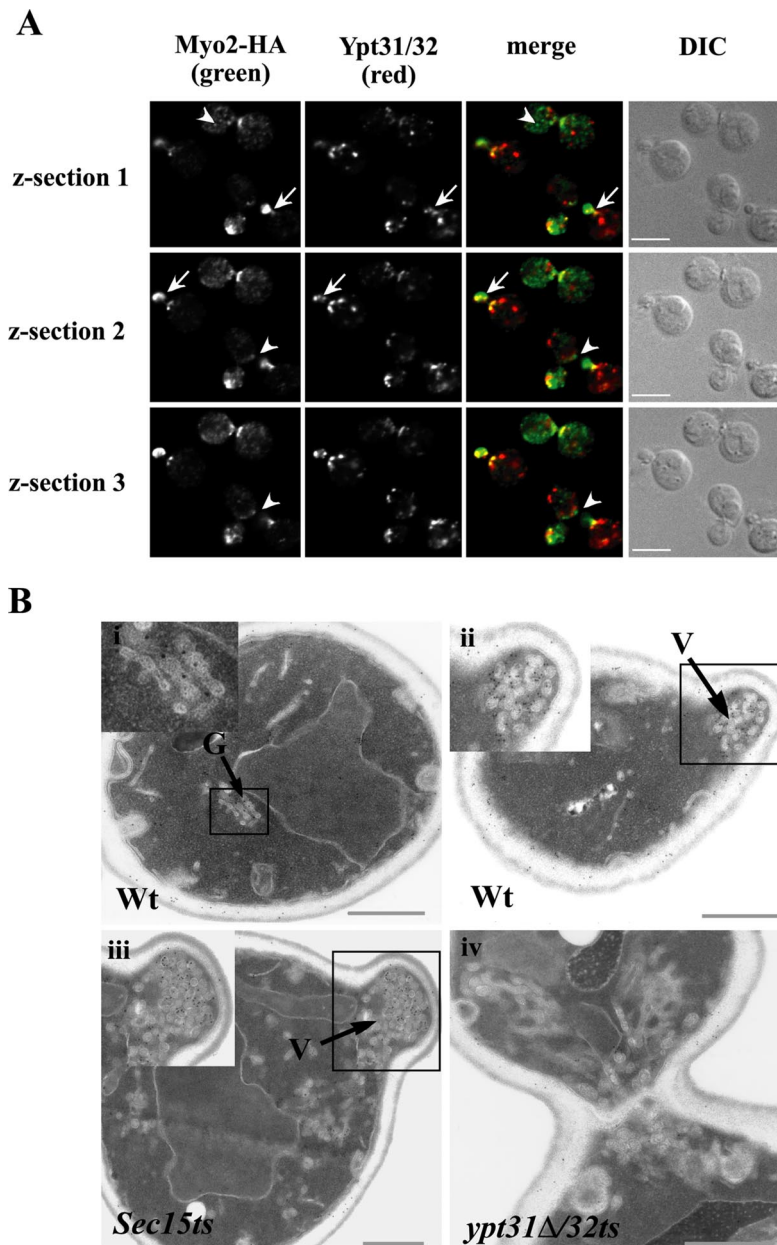 A
Myo2-HA
(green)
Ypt31/32
(red)
merge
DIC
z-section 1
z-section 2
z-section 3
B
i
G
Wt
ii
V
Wt
iii
V
Sec15ts
iv
ypt31Δ/32ts